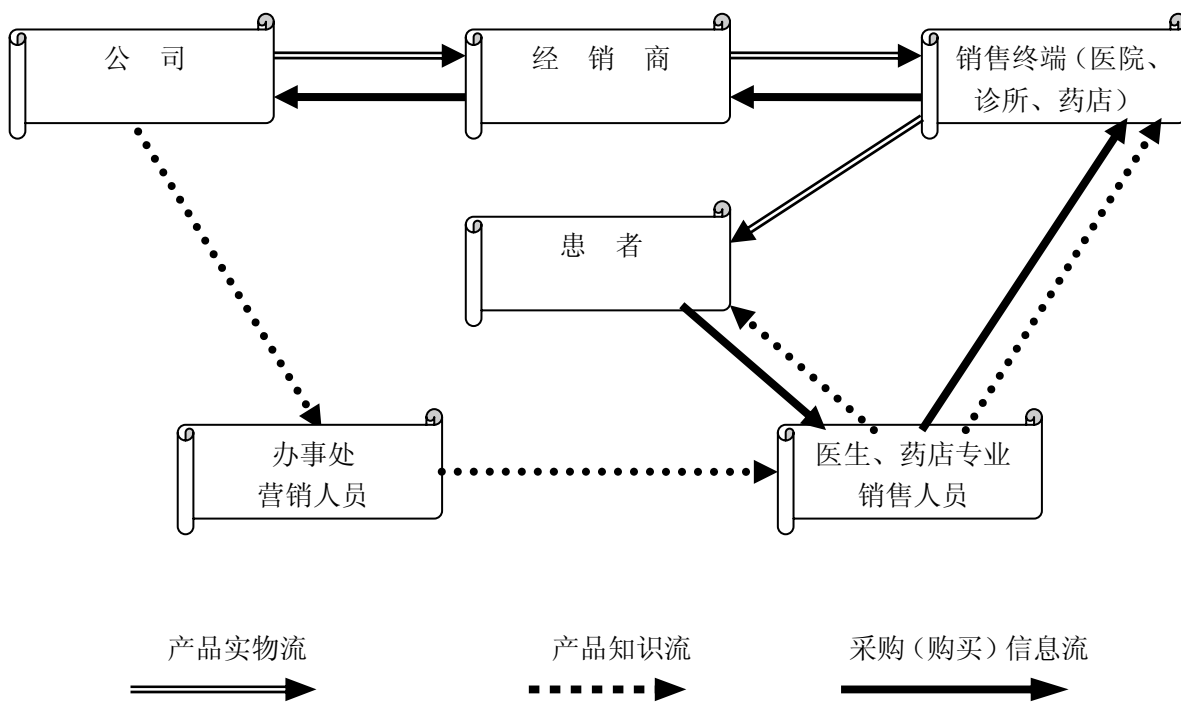 公 司
经 销 商
销售终端（医院、
诊所、药店）
患 者
办事处
营销人员
医生、药店专业
销售人员
产品实物流
产品知识流
采购（购买）信息流